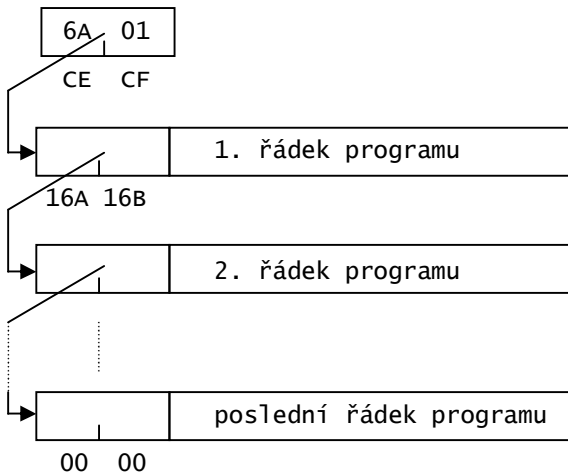 6A 01
CE CF
1. řádek programu
16A 16B
2. řádek programu
poslední řádek programu
00 00